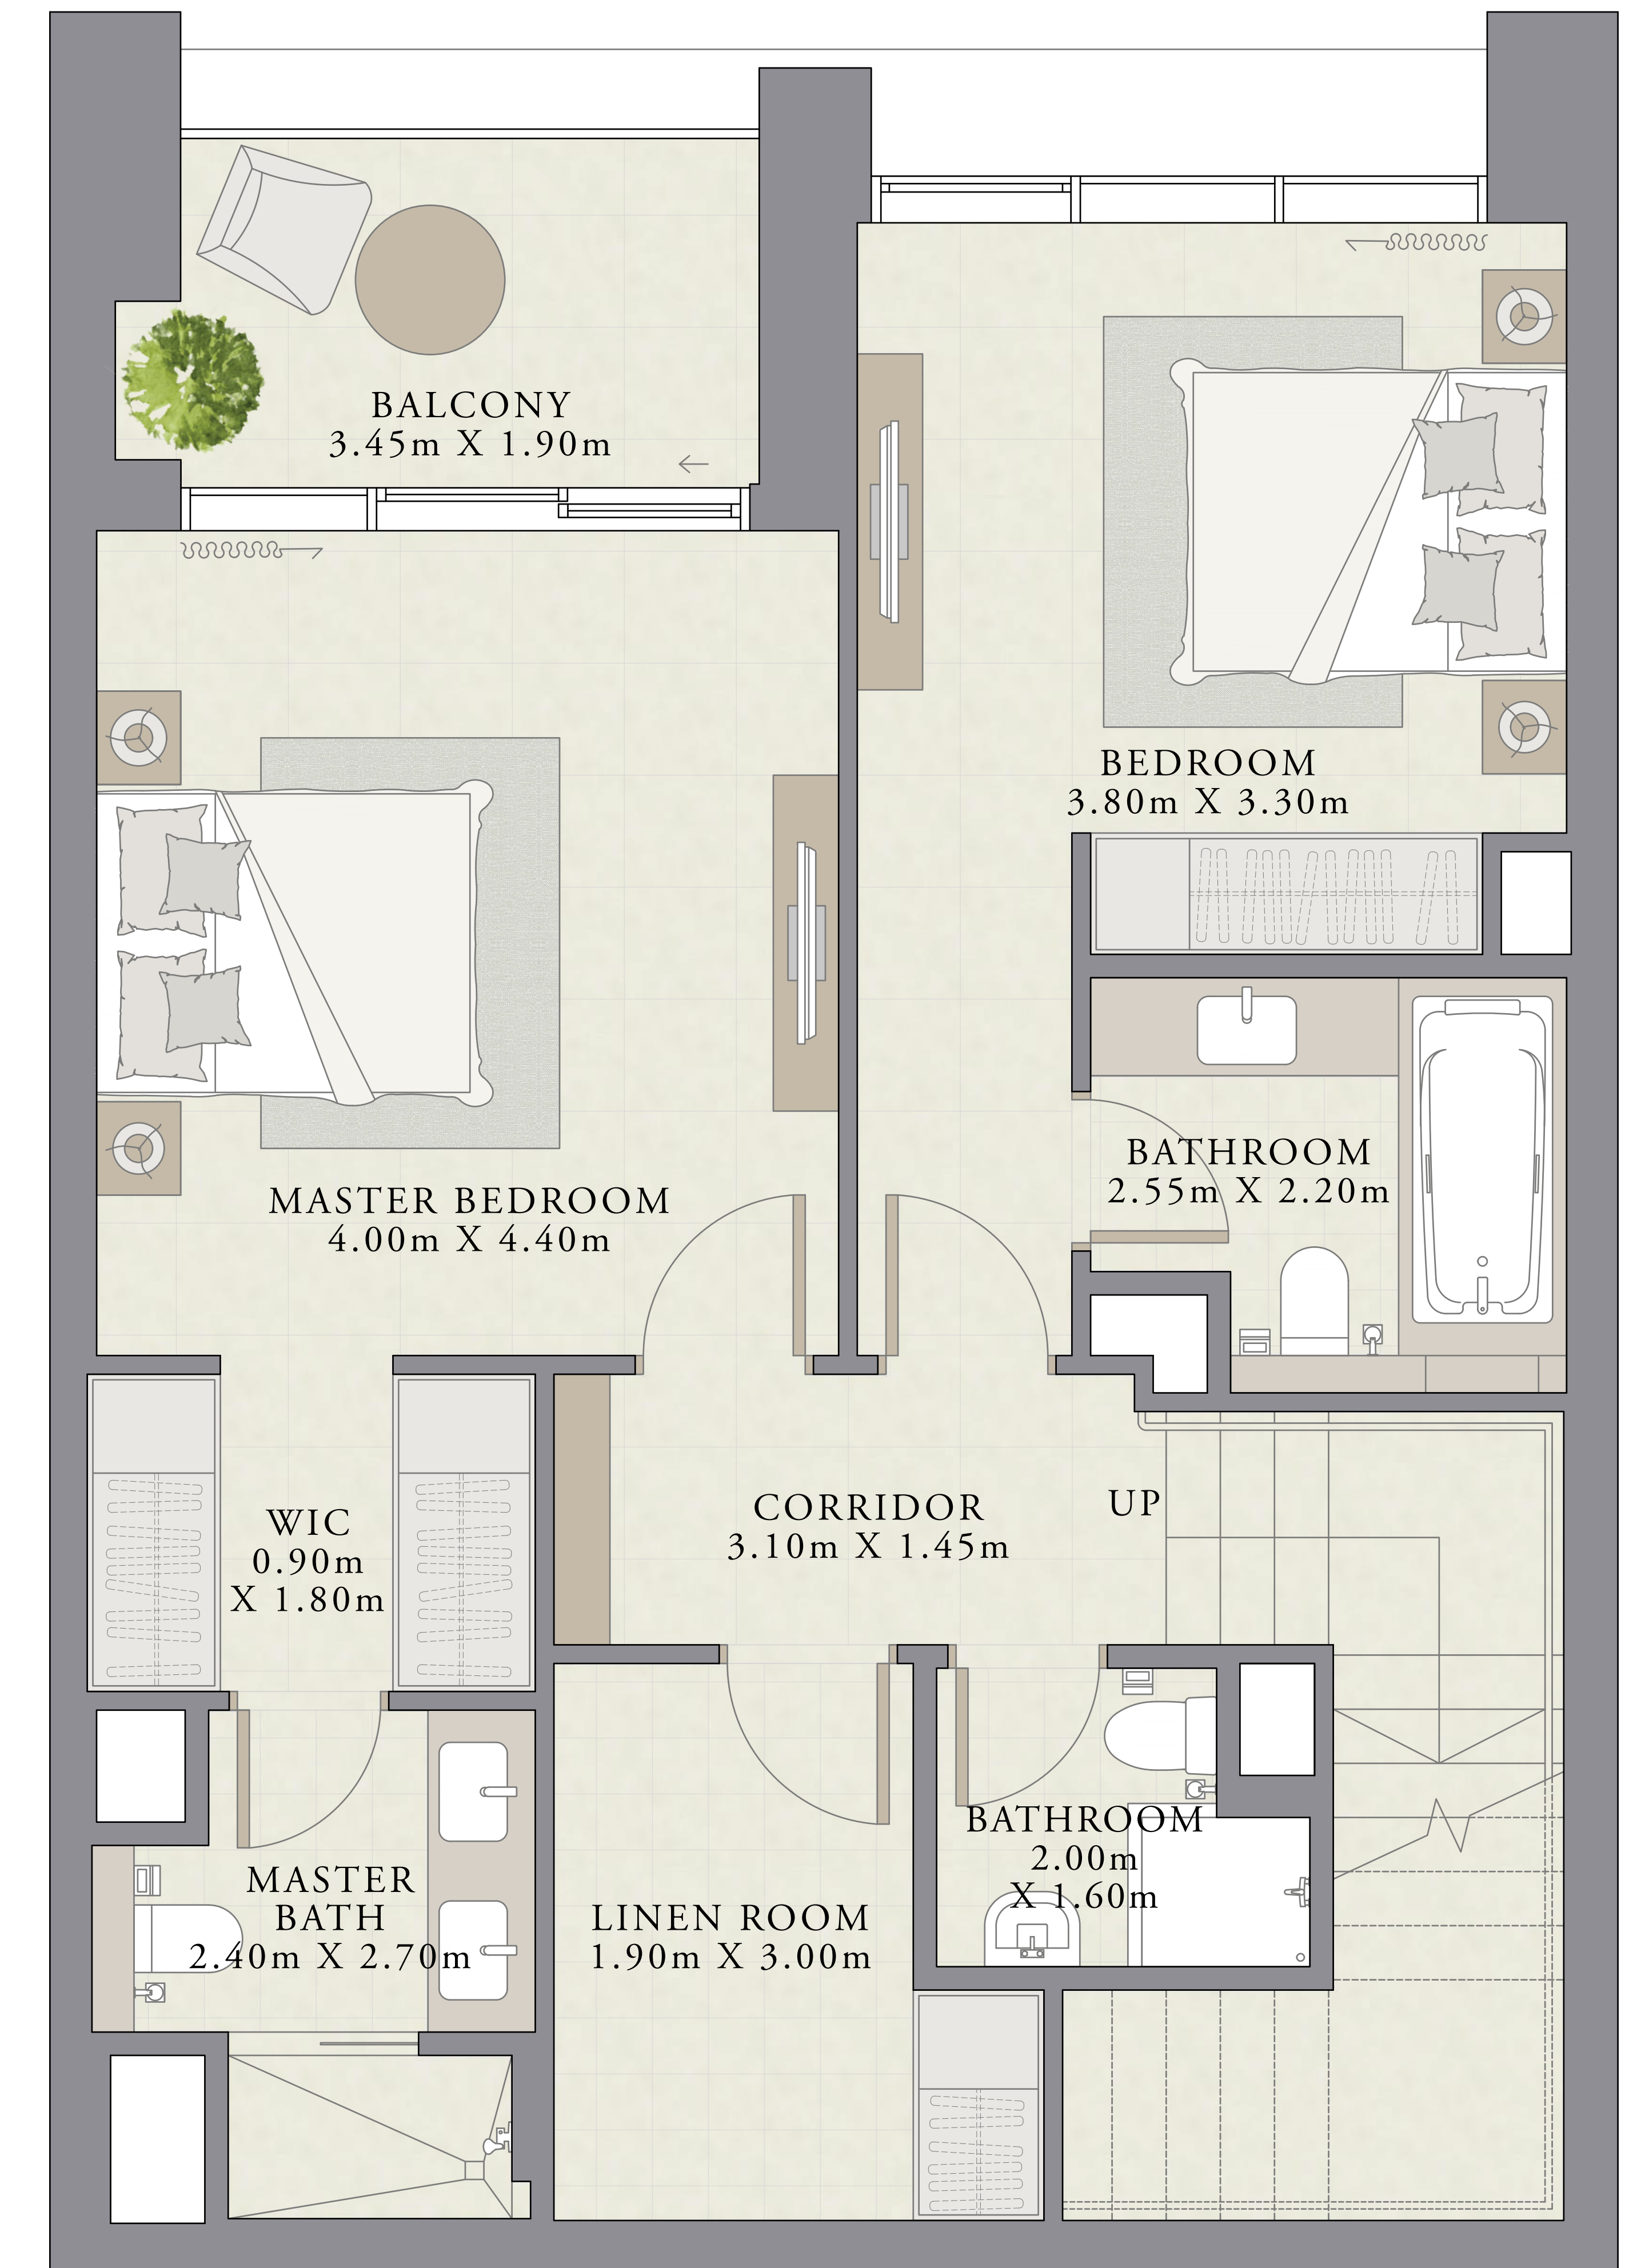 BALCONY
3.45m X 1.90m
BEDROOM
3.80m X 3.30m
BATHROOM
2.55m X 2.20m
MASTER BEDROOM
4.00m X 4.40m
WIC
0.90m
X 1.80m
CORRIDOR
3.10m X 1.45m
UP
MASTER
BATH
2.40m X 2.70m
LINEN ROOM
1.90m X 3.00m
BATHROOM
2.00m
X 1.60m